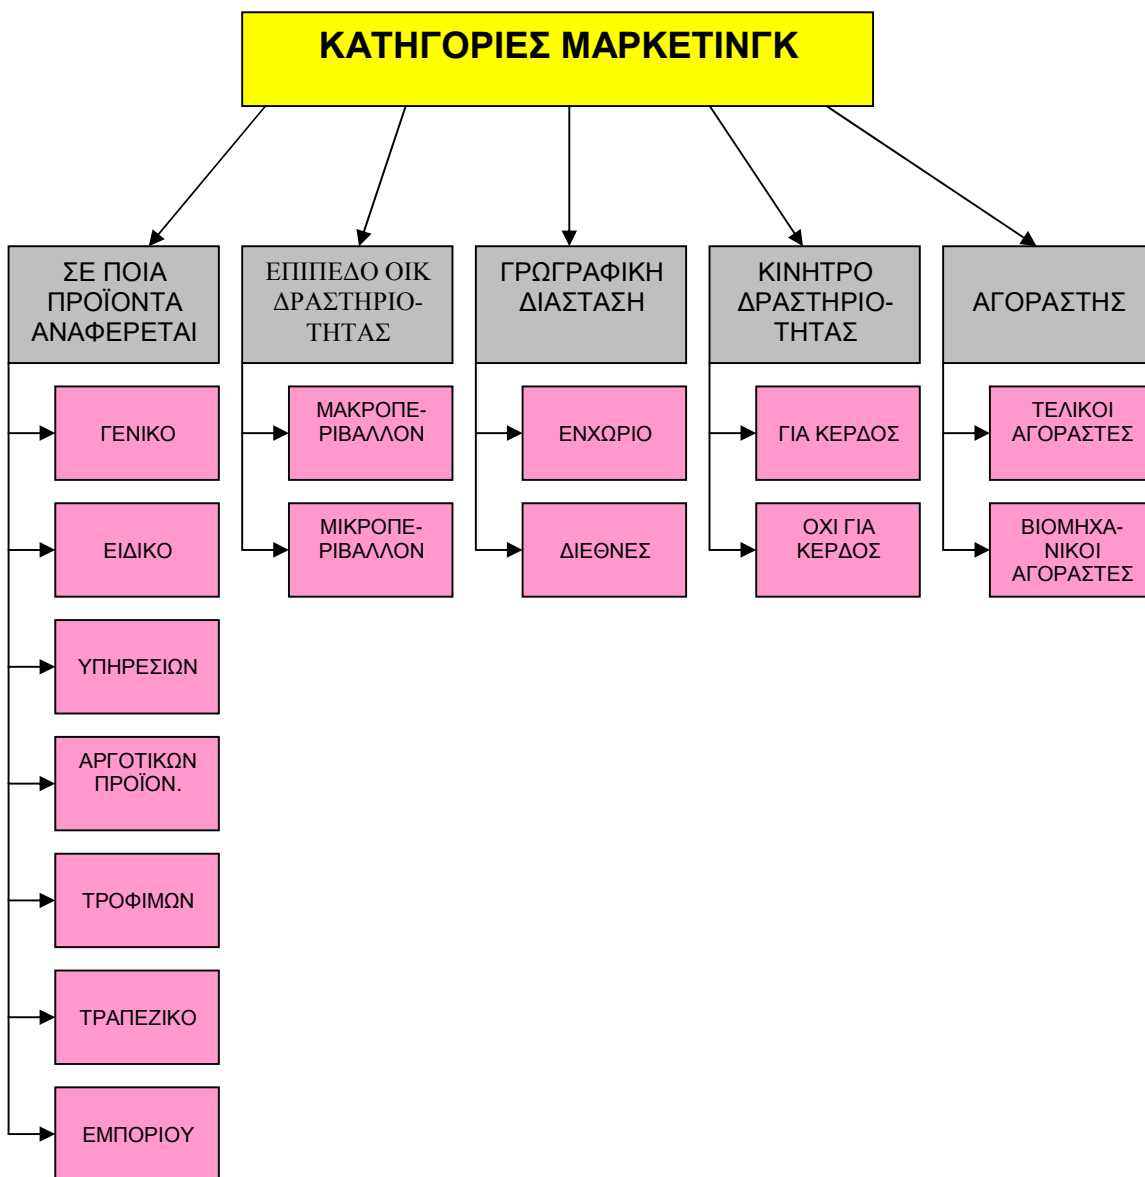 ΚΑΤΗΓΟΡΙΕΣ ΜΑΡΚΕΤΙΝΓΚ
ΣΕ ΠΟΙΑ
ΠΡΟΪΟΝΤΑ
ΑΝΑΦΕΡΕΤΑΙ
ΓΕΝΙΚΟ
ΕΙΔΙΚΟ
ΥΠΗΡΕΣΙΩΝ
ΑΡΓΟΤΙΚΩΝ
ΠΡΟΪΟΝ.
ΤΡΟΦΙΜΩΝ
ΤΡΑΠΕΖΙΚΟ
ΕΜΠΟΡΙΟΥ
ΕΠΙΠΕΔΟ ΟΙΚ
ΔΡΑΣΤΗΡΙΟ-
ΤΗΤΑΣ
ΜΑΚΡΟΠΕ-
ΡΙΒΑΛΛΟΝ
ΜΙΚΡΟΠΕ-
ΡΙΒΑΛΛΟΝ
ΓΡΩΓΡΑΦΙΚΗ
ΔΙΑΣΤΑΣΗ
ΕΝΧΩΡΙΟ
ΔΙΕΘΝΕΣ
ΚΙΝΗΤΡΟ
ΔΡΑΣΤΗΡΙΟ-
ΤΗΤΑΣ
ΓΙΑ ΚΕΡΔΟΣ
ΟΧΙ ΓΙΑ
ΚΕΡΔΟΣ
ΑΓΟΡΑΣΤΗΣ
ΤΕΛΙΚΟΙ
ΑΓΟΡΑΣΤΕΣ
ΒΙΟΜΗΧΑ-
ΝΙΚΟΙ
ΑΓΟΡΑΣΤΕΣ